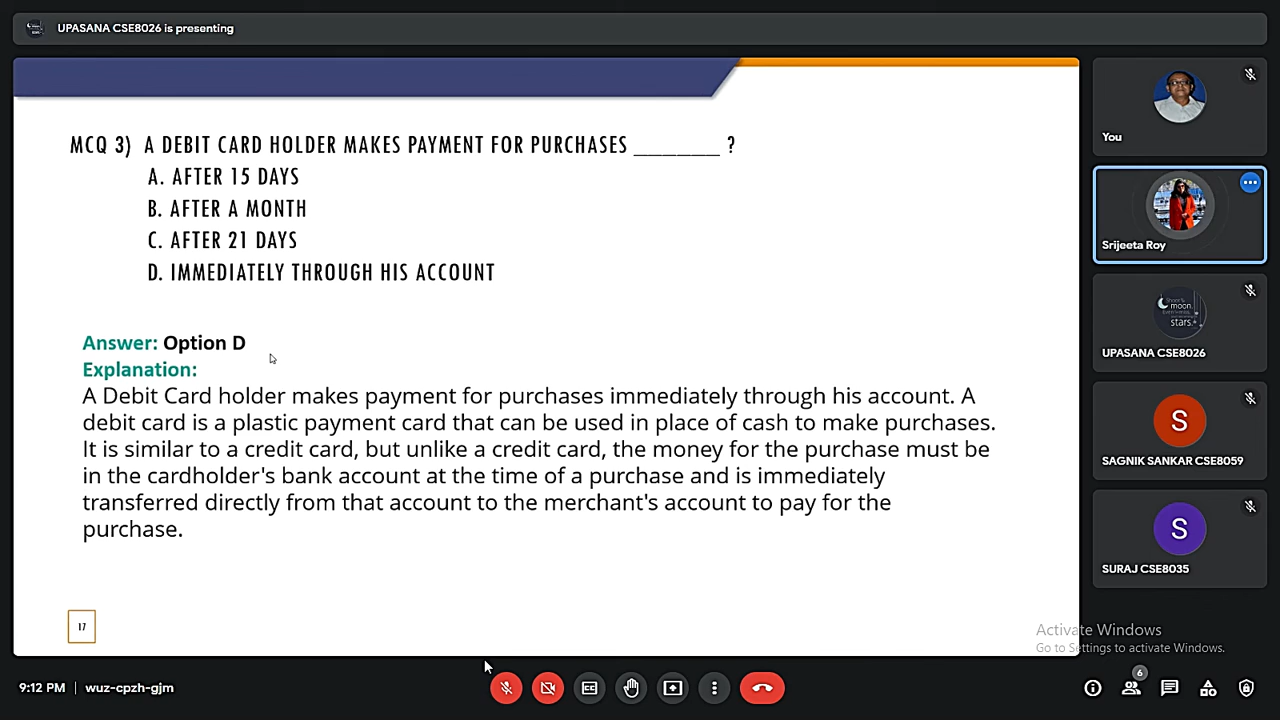 UPASANA CSE8026 is presenting
MCQ 3) A DEBIT CARD HOLDER MAKES PAYMENT FOR PURCHASES ______ ?
A. AFTER 15 DAYS
B. AFTER A MONTH
C. AFTER 21 DAYS
D. IMMEDIATELY THROUGH HIS ACCOUNT
Answer: Option D
Explanation:
A Debit Card holder makes payment for purchases immediately through his account. A
debit card is a plastic payment card that can be used in place of cash to make purchases.
It is similar to a credit card, but unlike a credit card, the money for the purchase must be
in the cardholder's bank account at the time of a purchase and is immediately
transferred directly from that account to the merchant's account to pay for the
purchase.
17
You
Srijeeta Roy
moon.
stars.
UPASANA CSE8026
S
SAGNIK SANKAR CSE8059
S
SURAJ CSE8035
Activate Windows
Go to Settings to activate Windows.
9:12 PM | wuz-cpzh-gjm
CC
6